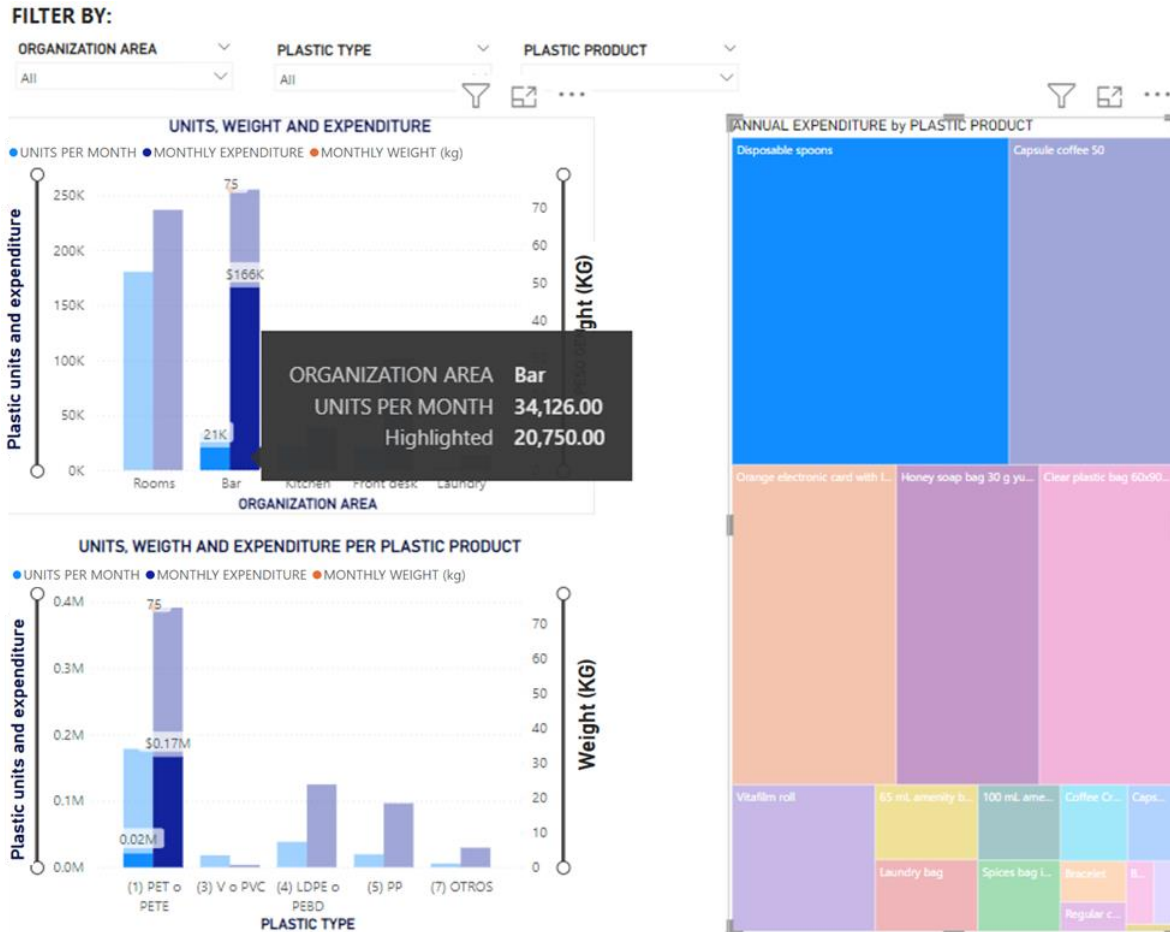 FILTER BY:
ORGANIZATION AREA
All
PLASTIC TYPE
All
PLASTIC PRODUCT
UNITS, WEIGHT AND EXPENDITURE
UNITS PER MONTH MONTHLY EXPENDITURE MONTHLY WEIGHT (kg)
Plastic units and expenditure
250K
200K
150K
100K
50K
0K
75
$166K
21K
70
60
50
40
ght (KG)
Rooms Bar Kitchen Front desk Laundry
ORGANIZATION AREA
ORGANIZATION AREA Bar
UNITS PER MONTH 34,126.00
Highlighted 20,750.00
UNITS, WEIGTH AND EXPENDITURE PER PLASTIC PRODUCT
UNITS PER MONTH MONTHLY EXPENDITURE MONTHLY WEIGHT (kg)
Plastic units and expenditure
0.4M
0.3M
0.2M
0.1M
0.0M
75
$0.17M
0.02M
70
60
50
40
30
20
10
0
Weight (KG)
(1) PET o PETE
(3) V o PVC
(4) LDPE o PEBD
(5) PP
(7) OTROS
PLASTIC TYPE
ANNUAL EXPENDITURE by PLASTIC PRODUCT
Disposable spoons
Capsule coffee 50
Orange electronic card with l...
Honey soap bag 30 g yu...
Clear plastic bag 60x90...
Vitafilm roll
65 mL amenity b...
100 mL ame...
Coffee Cr...
Caps...
Laundry bag
Spices bag i...
Bracelet
B...
Regular c...